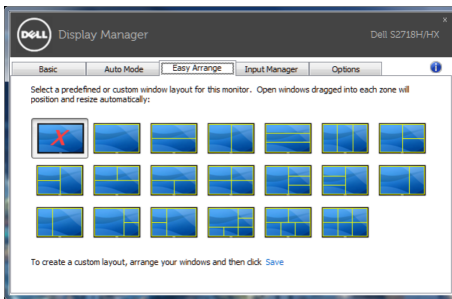 DELL Display Manager
Dell S2718H/HX
Basic Auto Mode Easy Arrange Input Manager Options
Select a predefined or custom window layout for this monitor. Open windows dragged into each zone will
position and resize automatically:
To create a custom layout, arrange your windows and then click Save